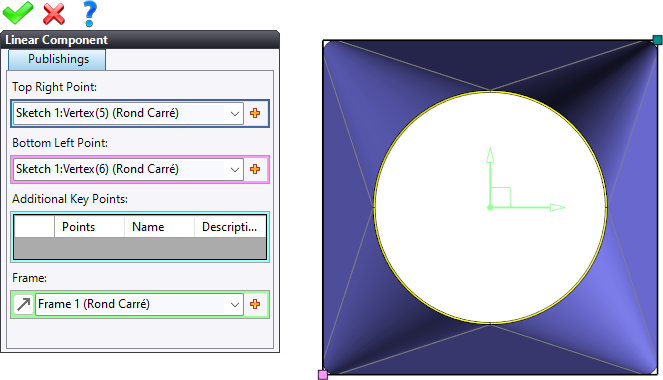 Linear Component
Publishings
Top Right Point:
Sketch 1:Vertex(5) (Rond Carré)
Bottom Left Point:
Sketch 1:Vertex(6) (Rond Carré)
Additional Key Points:
Points Name Descripti...
Frame:
Frame 1 (Rond Carré)